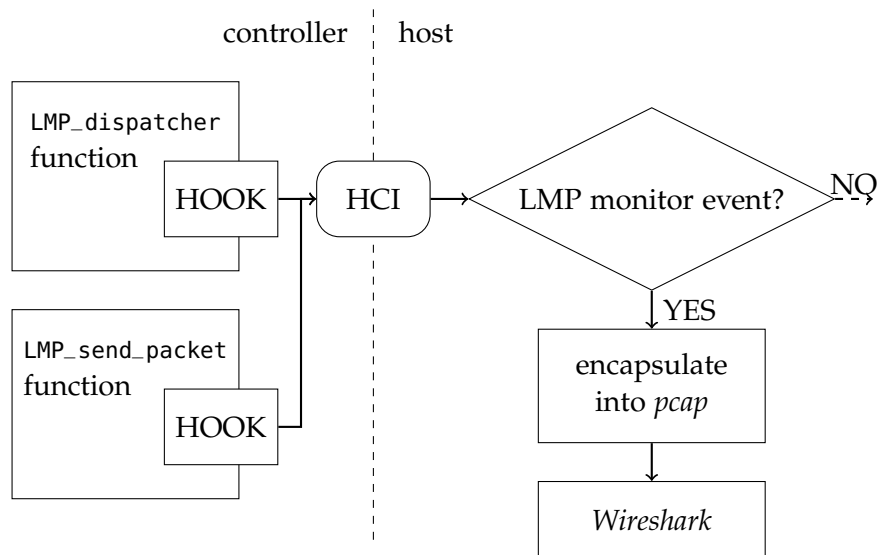 controller
host
LMP_dispatcher
function
HOOK
HCI
LMP monitor event?
NO
YES
LMP_send_packet
function
HOOK
encapsulate
into pcap
Wireshark